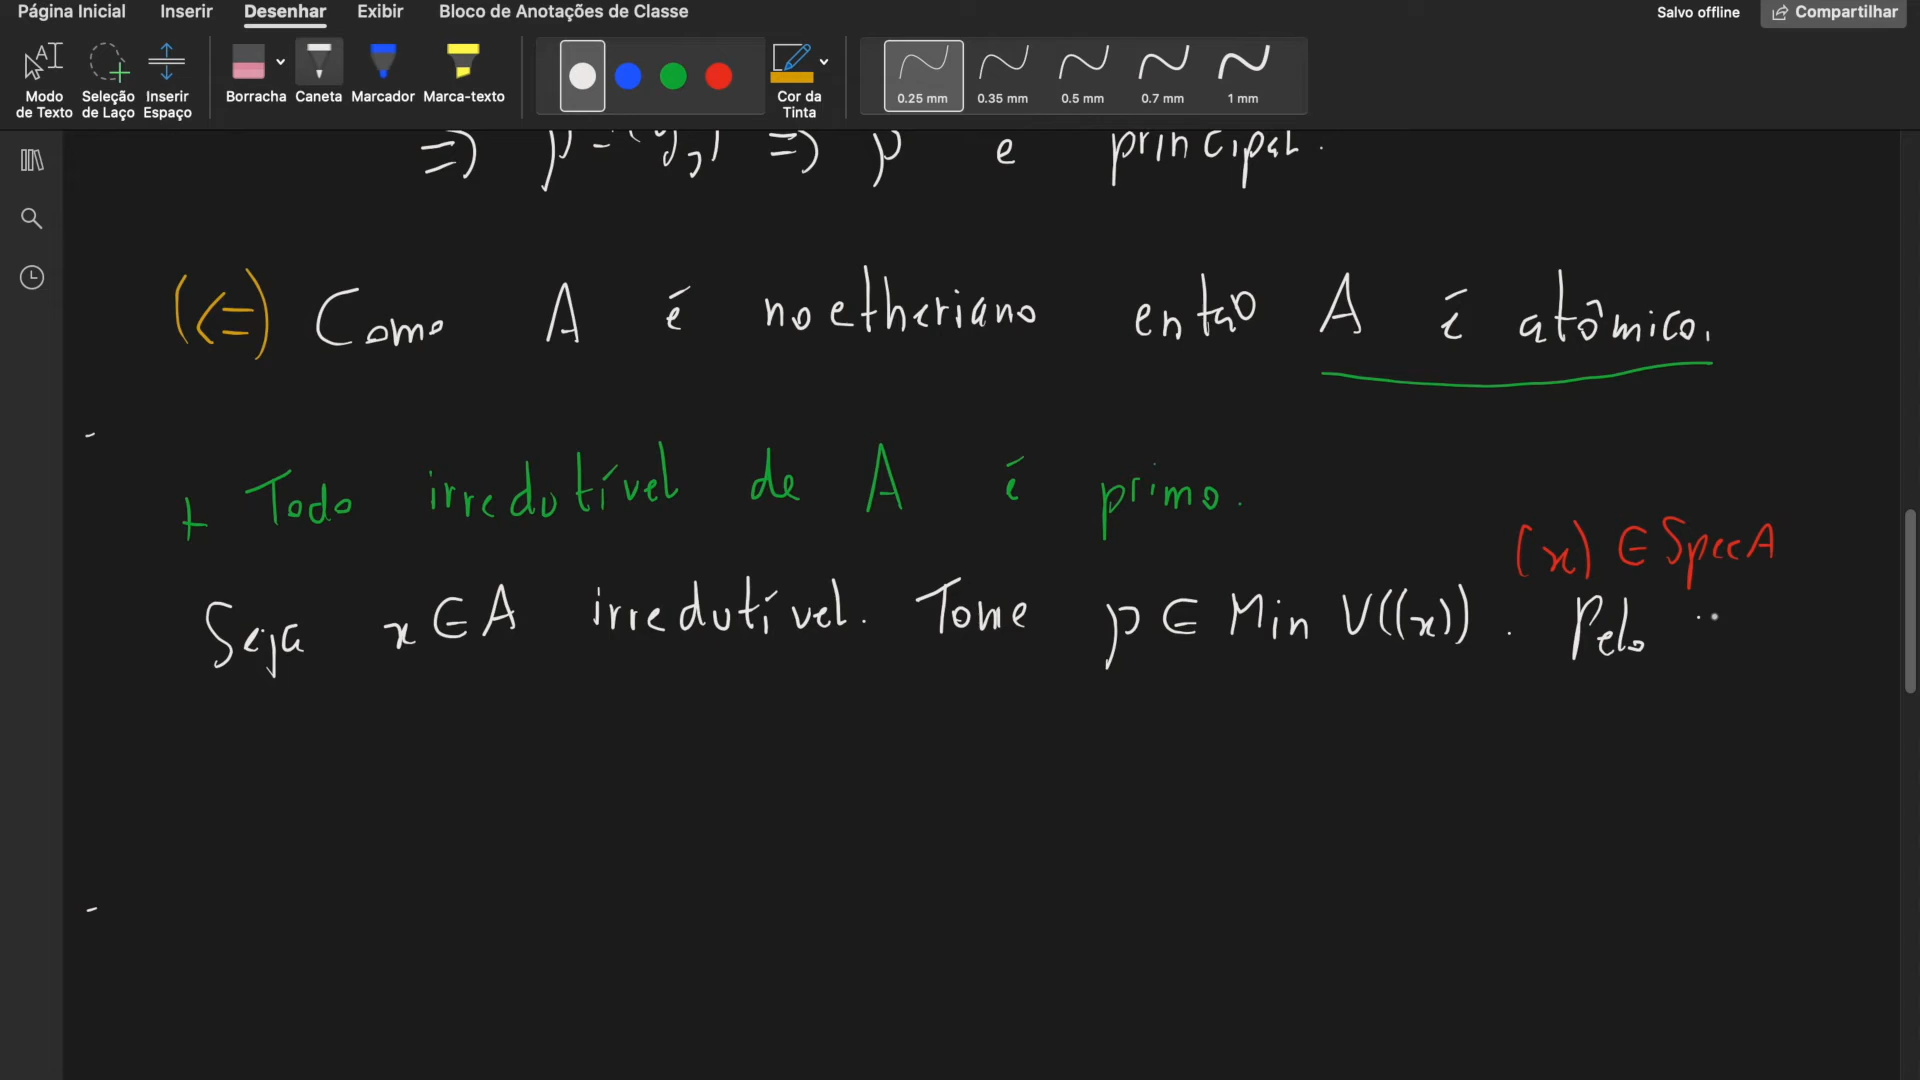 Página Inicial Inserir Desenhar Exibir Bloco de Anotações de Classe Salvo offline Compartilhar
Modo de Texto Seleção de Laço Inserir Espaço Borracha Caneta Marcador Marca-texto Cor da Tinta 0.25 mm 0.35 mm 0.5 mm 0.7 mm 1 mm
=> p = (y) => p e principal.
(<=) Como A é noetheriano então A é atômico.
+ Todo irredutível de A é primo.
(x) ∈ Spec A
Seja x ∈ A irredutível. Tome p ∈ Min V((x)). Pelo